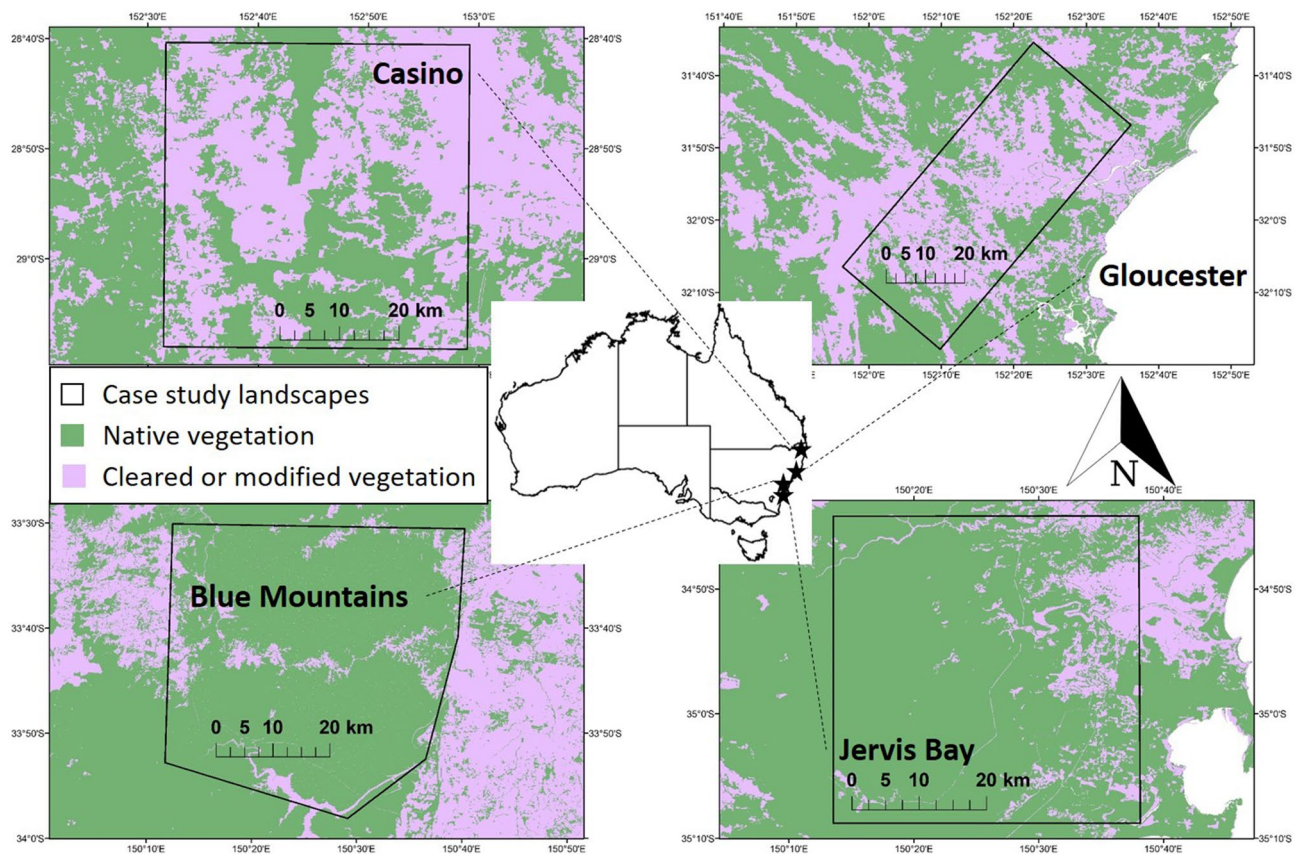 152°30'E 152°40'E 152°50'E 153°0'E
28°40'S 28°40'S
28°50'S 28°50'S
29°0'S 29°0'S
Casino
0 5 10 20 km
151°40'E 151°50'E 152°0'E 152°10'E 152°20'E 152°30'E 152°40'E 152°50'E
31°40'S 31°40'S
31°50'S 31°50'S
32°0'S 32°0'S
32°10'S 32°10'S
0 5 10 20 km
Gloucester
152°0'E 152°10'E 152°20'E 152°30'E 152°40'E 152°50'E
Case study landscapes
Native vegetation
Cleared or modified vegetation
N
33°30'S
33°40'S 33°40'S
33°50'S 33°50'S
34°0'S 34°0'S
Blue Mountains
0 5 10 20 km
150°10'E 150°20'E 150°30'E 150°40'E 150°50'E
150°20'E 150°30'E 150°40'E
34°50'S 34°50'S
35°0'S 35°0'S
35°10'S 35°10'S
Jervis Bay
0 5 10 20 km
150°10'E 150°20'E 150°30'E 150°40'E